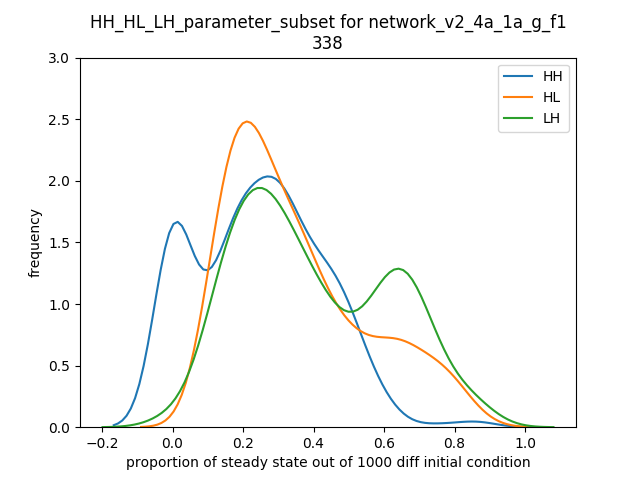 HH_HL_LH_parameter_subset for network_v2_4a_1a_g_f1
338
3.0
2.5
2.0
1.5
1.0
0.5
0.0
frequency
HH
HL
LH
−0.2 0.0 0.2 0.4 0.6 0.8 1.0
proportion of steady state out of 1000 diff initial condition